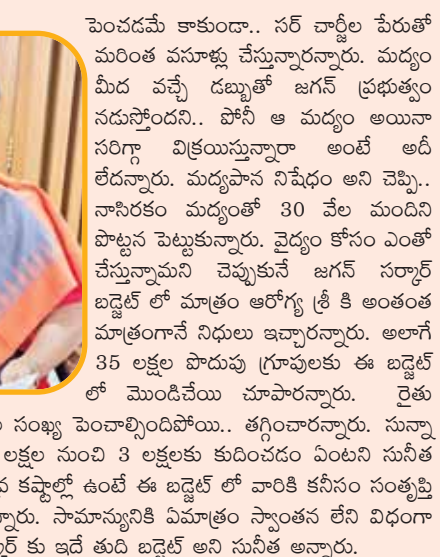 పెంచడమే కాకుండా.. సర్ చార్జీల పేరుతో
మరింత వసూళ్లు చేస్తున్నారన్నారు. మద్యం
మీద వచ్చే డబ్బుతో జగన్ ప్రభుత్వం
నడుస్తోందని.. పోనీ ఆ మద్యం అయినా
సరిగ్గా విక్రయిస్తున్నారా అంటే అదీ
లేదన్నారు. మద్యపాన నిషేధం అని చెప్పి..
నాసిరకం మద్యంతో 30 వేల మందిని
పొట్టన పెట్టుకున్నారు. వైద్యం కోసం ఎంతో
చేస్తున్నామని చెప్పుకునే జగన్ సర్కార్
బడ్జెట్ లో మాత్రం ఆరోగ్య శ్రీ కి అంతంత
మాత్రంగానే నిధులు ఇచ్చారన్నారు. అలాగే
35 లక్షల పొదుపు గ్రూపులకు ఈ బడ్జెట్
లో మొండిచేయి చూపారన్నారు. రైతు
సంఖ్య పెంచాల్సిందిపోయి.. తగ్గించారన్నారు. సున్నా
లక్షల నుంచి 3 లక్షలకు కుదించడం ఏంటని సునీత
కష్టాల్లో ఉంటే ఈ బడ్జెట్ లో వారికి కనీసం సంతృప్తి
న్నారు. సామాన్యునికి ఏమాత్రం స్వాంతన లేని విధంగా
కు ఇదే తుది బడ్జెట్ అని సునీత అన్నారు.